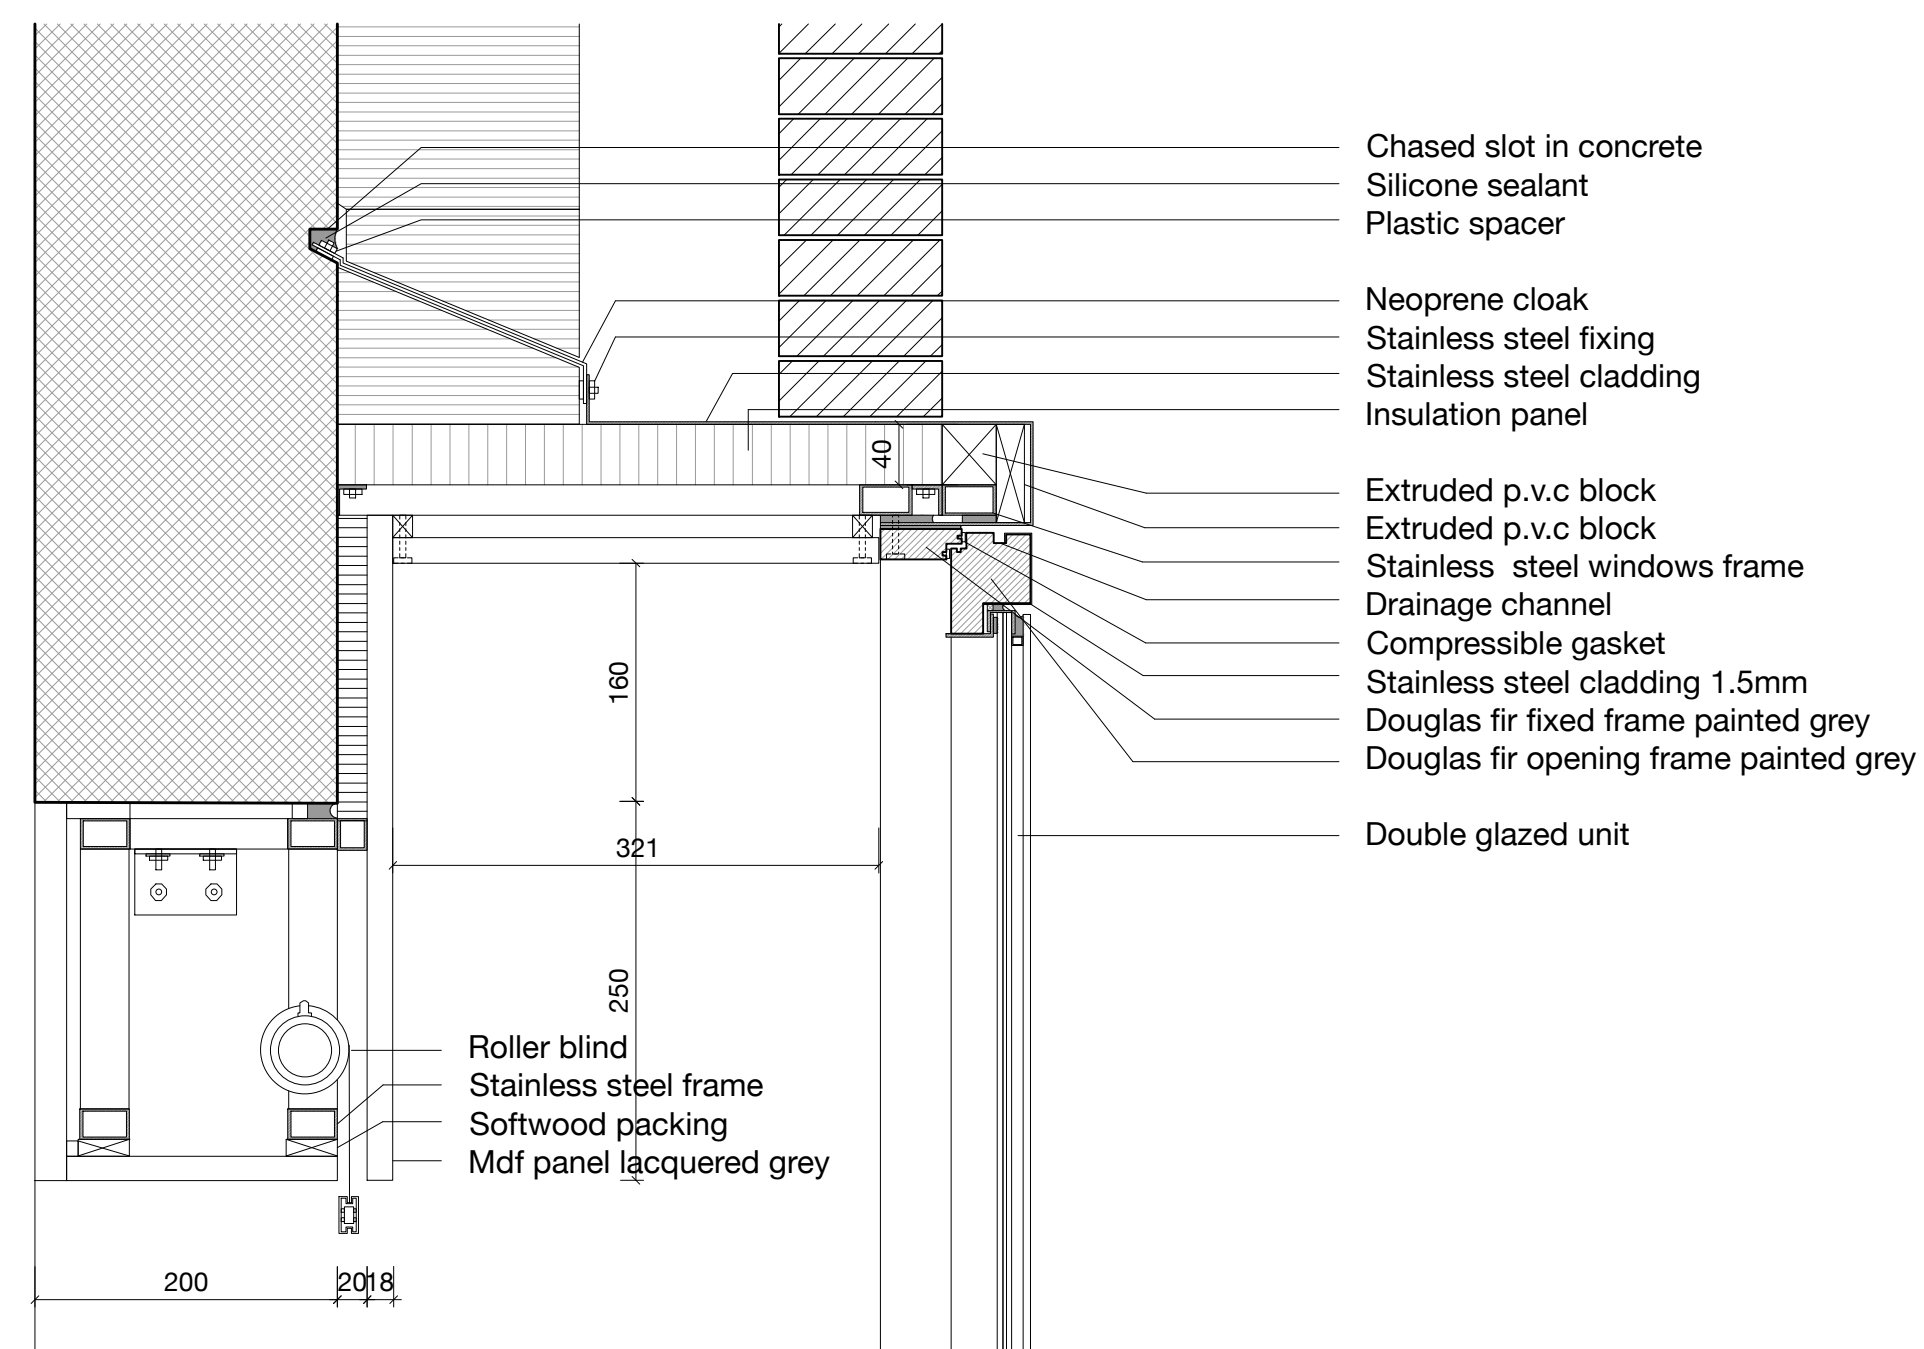 Chased slot in concrete
Silicone sealant
Plastic spacer
Neoprene cloak
Stainless steel fixing
Stainless steel cladding
Insulation panel
40
Extruded p.v.c block
Extruded p.v.c block
Stainless  steel windows frame
Drainage channel
Compressible gasket
Stainless steel cladding 1.5mm
Douglas fir fixed frame painted grey
Douglas fir opening frame painted grey
160
Double glazed unit
321
250
Roller blind
Stainless steel frame
Softwood packing
Mdf panel lacquered grey
200 20 18